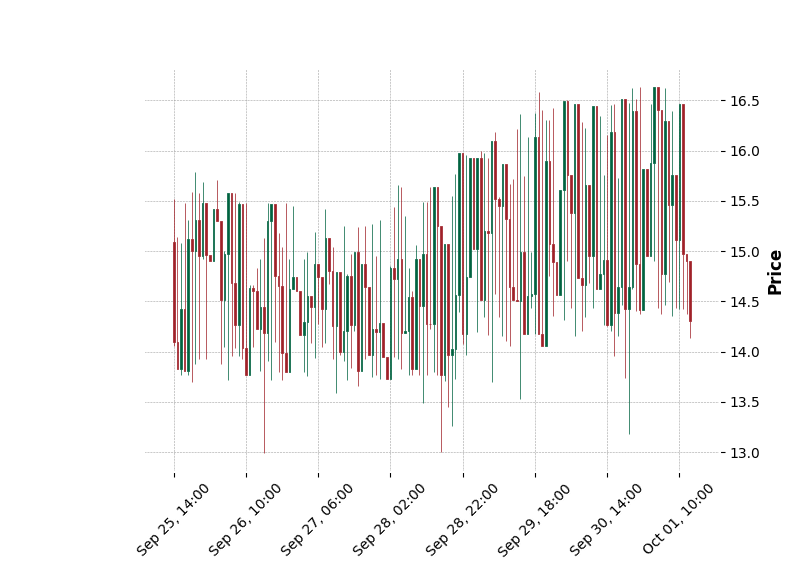 16.5
16.0
15.5
15.0
14.5
14.0
13.5
13.0
Price
Sep 25, 14:00
Sep 26, 10:00
Sep 27, 06:00
Sep 28, 02:00
Sep 28, 22:00
Sep 29, 18:00
Sep 30, 14:00
Oct 01, 10:00